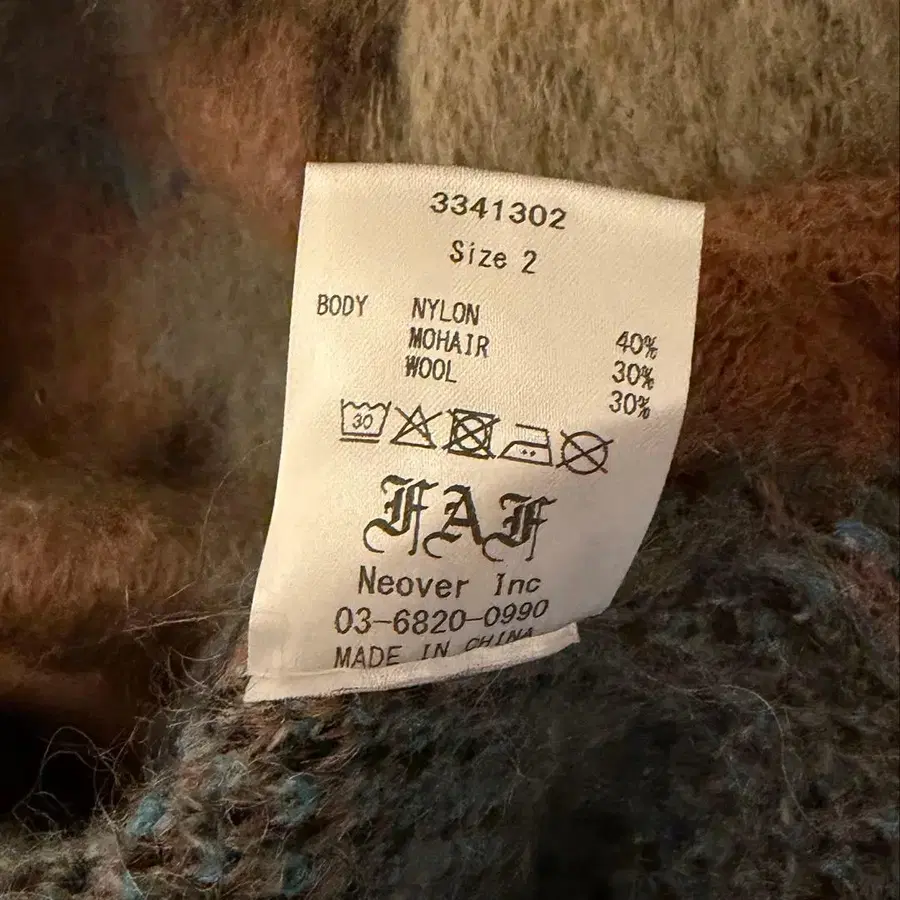 3341302
Size 2
BODY NYLON 40%
MOHAIR 30%
WOOL 30%
30
FAF
Neover Inc
03-6820-0990
MADE IN CHINA